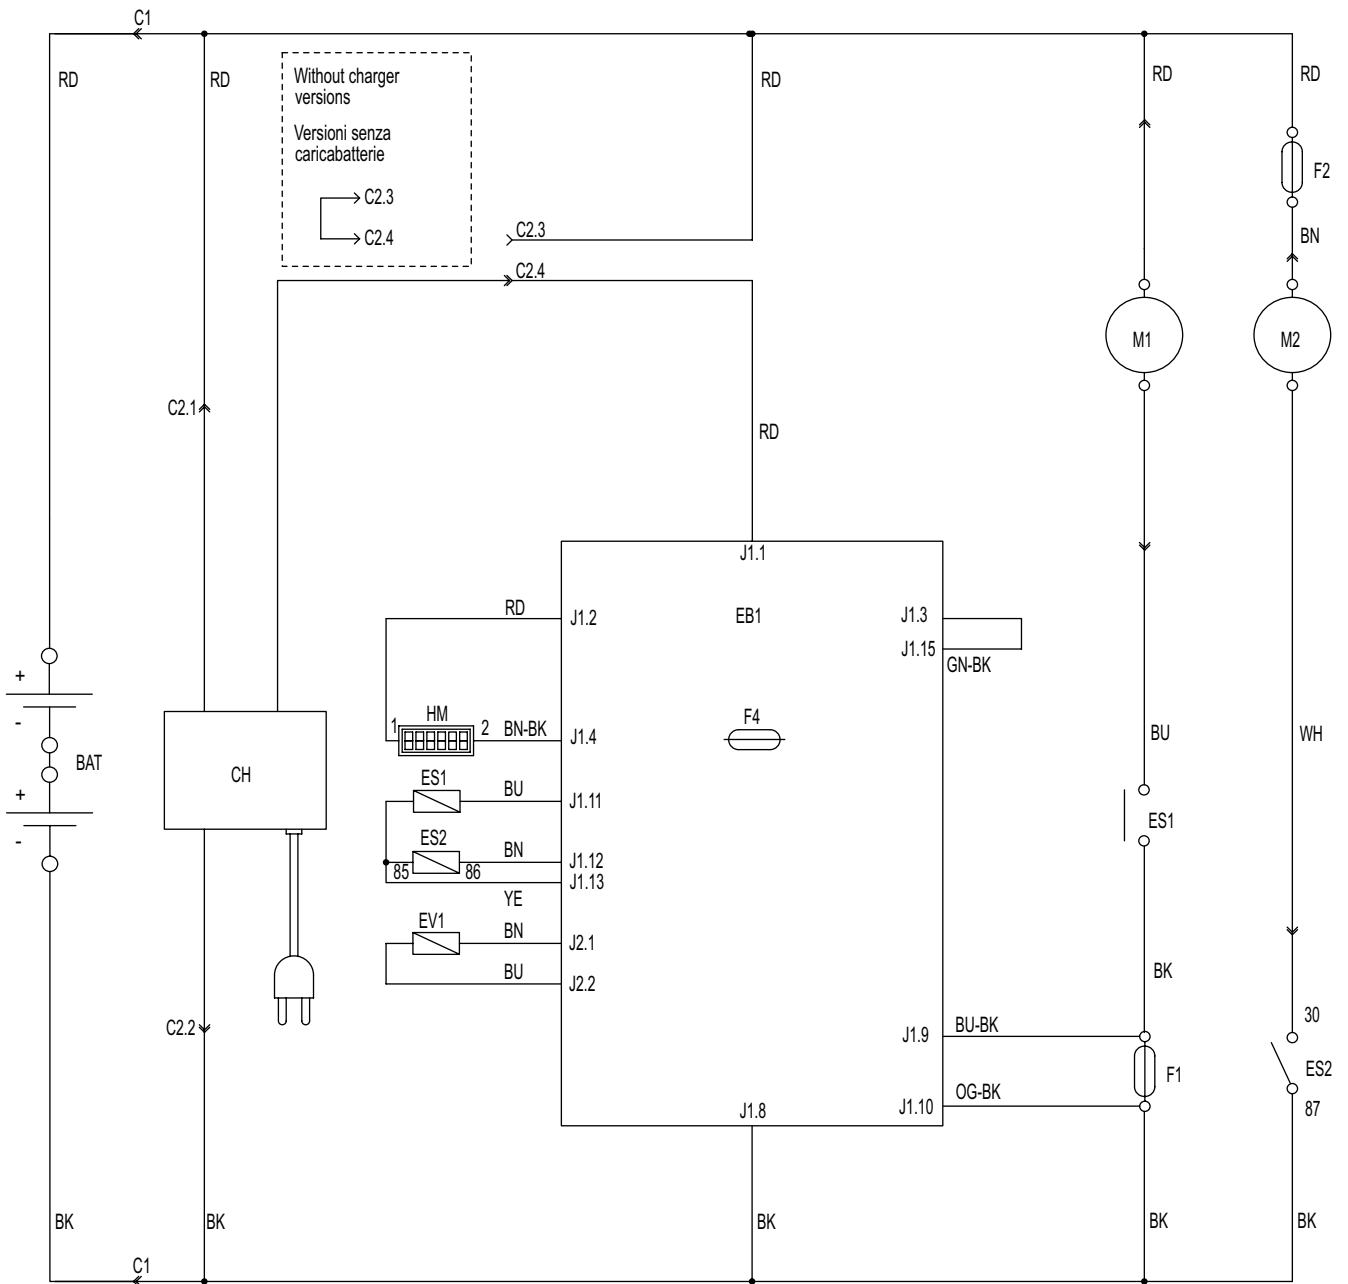 C1
RD
RD
RD
RD
RD
Without charger
versions
Versioni senza
caricabatterie
C2.3
C2.4
C2.3
C2.4
F2
BN
M1
M2
C2.1
RD
J1.1
RD
J1.2
EB1
J1.3
J1.15
GN-BK
+
-
BAT
+
-
CH
1
HM
2
BN-BK
J1.4
F4
BU
WH
ES1
BU
J1.11
ES1
ES2
BN
J1.12
85
86
J1.13
YE
EV1
BN
J2.1
BU
J2.2
BK
C2.2
J1.9
BU-BK
30
F1
ES2
J1.8
J1.10
OG-BK
87
BK
BK
BK
BK
BK
C1